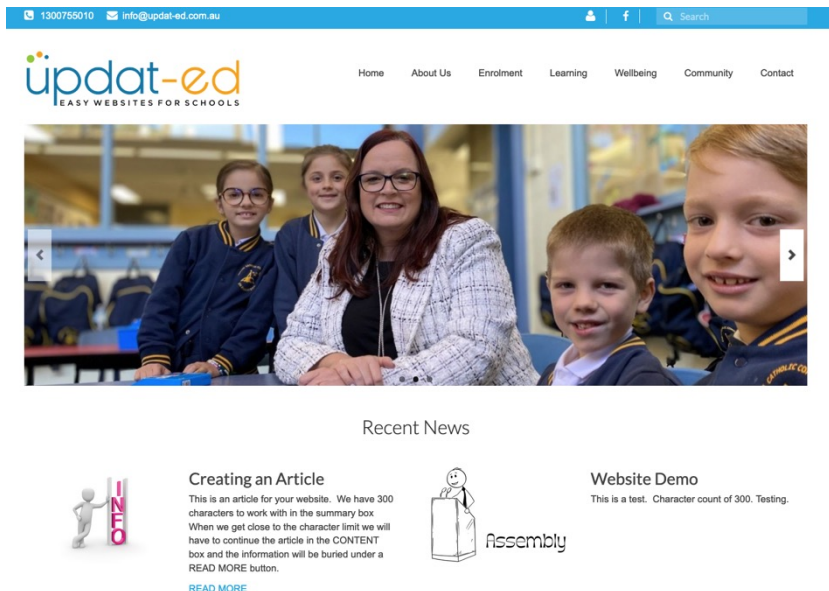 1300755010 info@updat-ed.com.au
Search
updat-ed
EASY WEBSITES FOR SCHOOLS
Home About Us Enrolment Learning Wellbeing Community Contact
CATHOLIC
Recent News
INFO
Creating an Article
This is an article for your website. We have 300
characters to work with in the summary box
When we get close to the character limit we will
have to continue the article in the CONTENT
box and the information will be buried under a
READ MORE button.
READ MORE
Assembly
Website Demo
This is a test. Character count of 300. Testing.